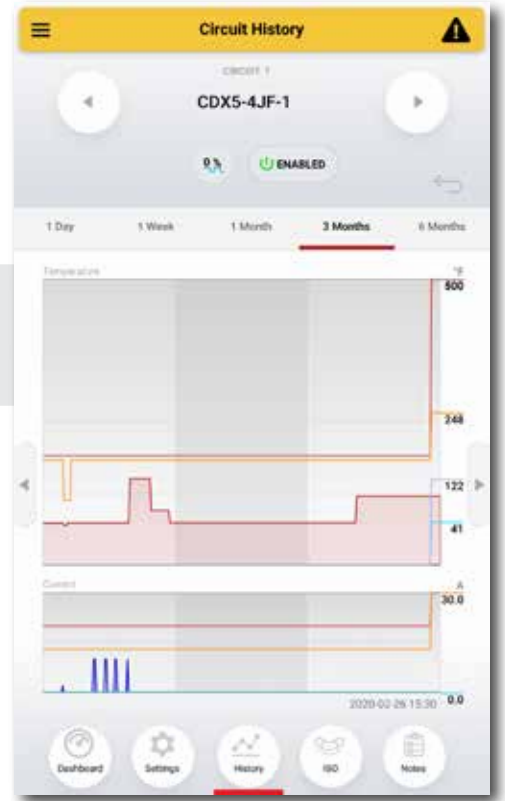 Circuit History
CIRCUIT 1
CDX5-4JF-1
0 %
ENABLED
1 Day 1 Week 1 Month 3 Months 6 Months
Temperature °F
500
248
122
41
Current A
30.0
0.0
2020-02-26 15:30
Dashboard Settings History ISO Notes